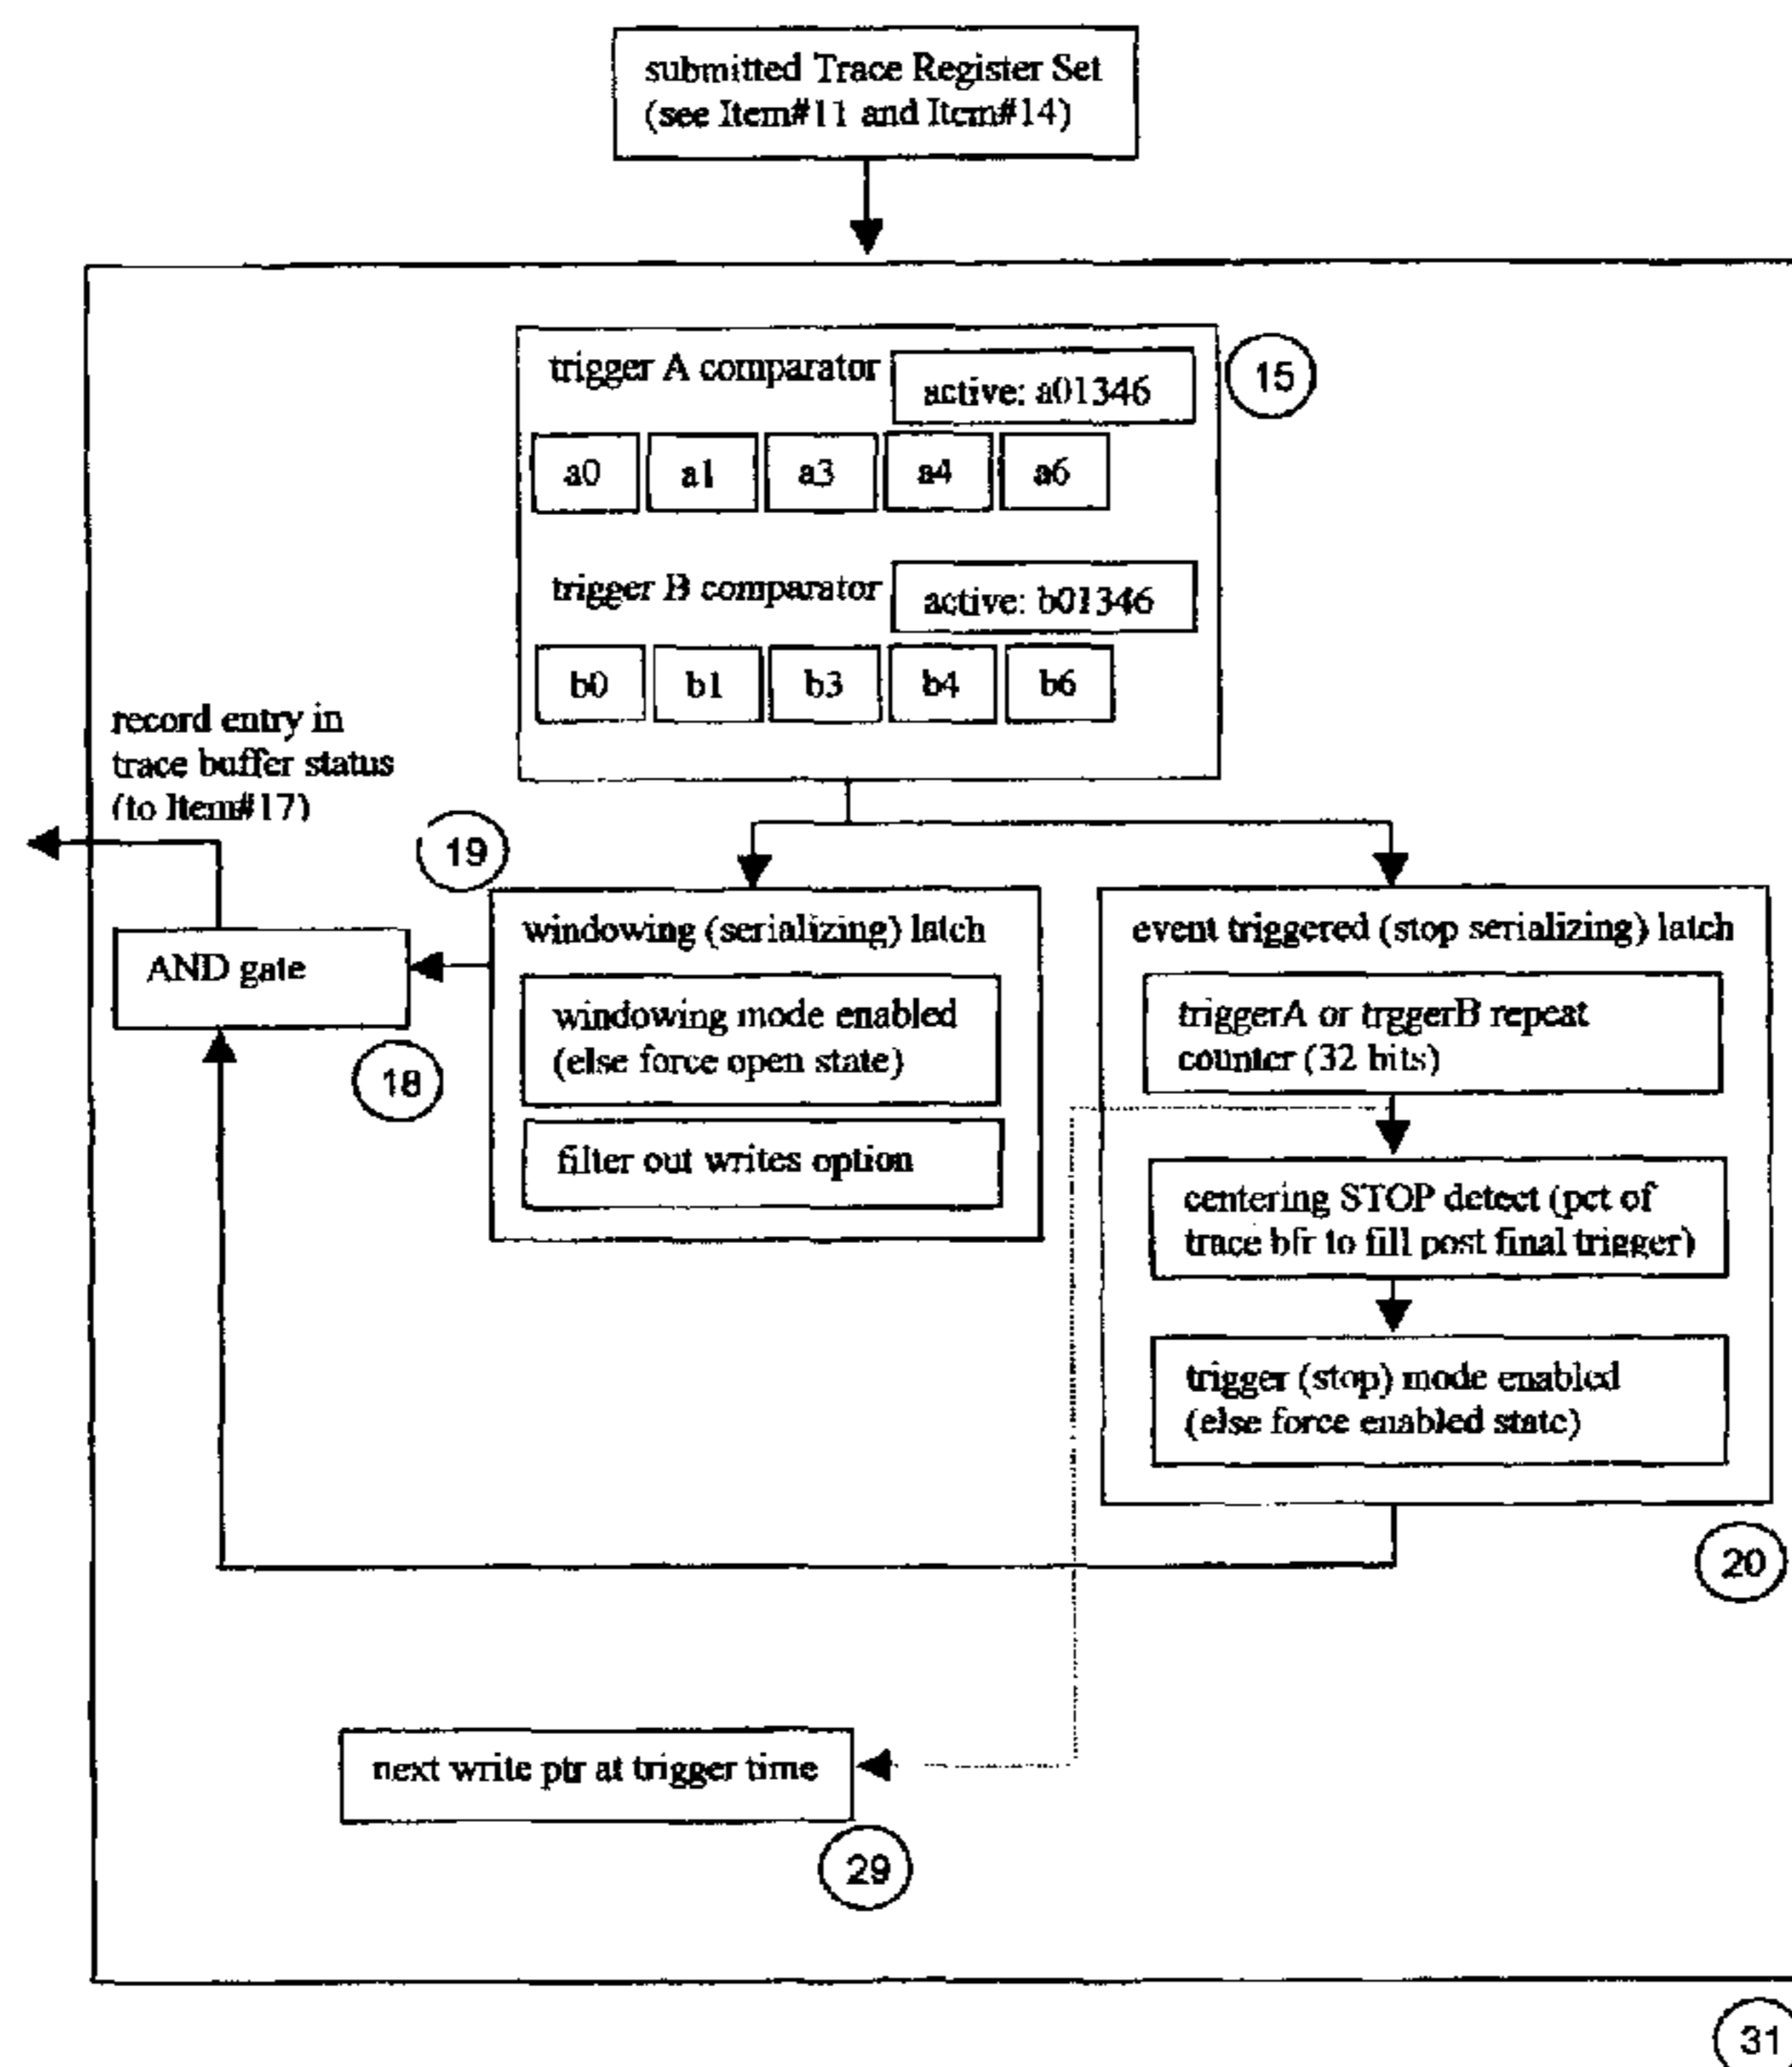 submitted Trace Register Set
(see Item#11 and Item#14)
trigger A comparator
active: a01346
15
a0
a1
a3
a4
a6
trigger B comparator
active: b01346
b0
b1
b3
b4
b6
record entry in
trace buffer status
(to Item#17)
19
windowing (serializing) latch
event triggered (stop serializing) latch
AND gate
18
windowing mode enabled
(else force open state)
filter out writes option
triggerA or trggerB repeat
counter (32 bits)
centering STOP detect (pct of
trace bfr to fill post final trigger)
trigger (stop) mode enabled
(else force enabled state)
20
next write ptr at trigger time
29
31